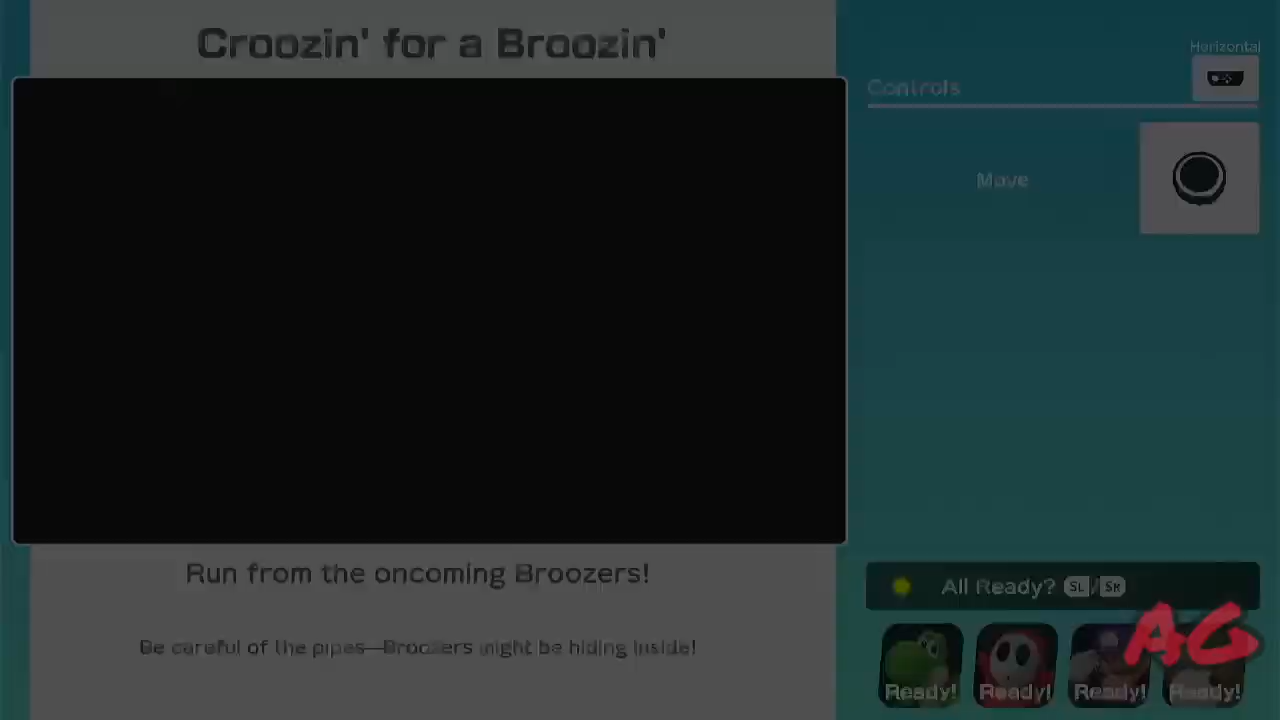 Croozin' for a Broozin'
Horizontal
Controls
Move
Run from the oncoming Broozers!
Be careful of the pipes—Broozers might be hiding inside!
All Ready? SL/SR
Ready! Ready! Ready! Ready!
AG